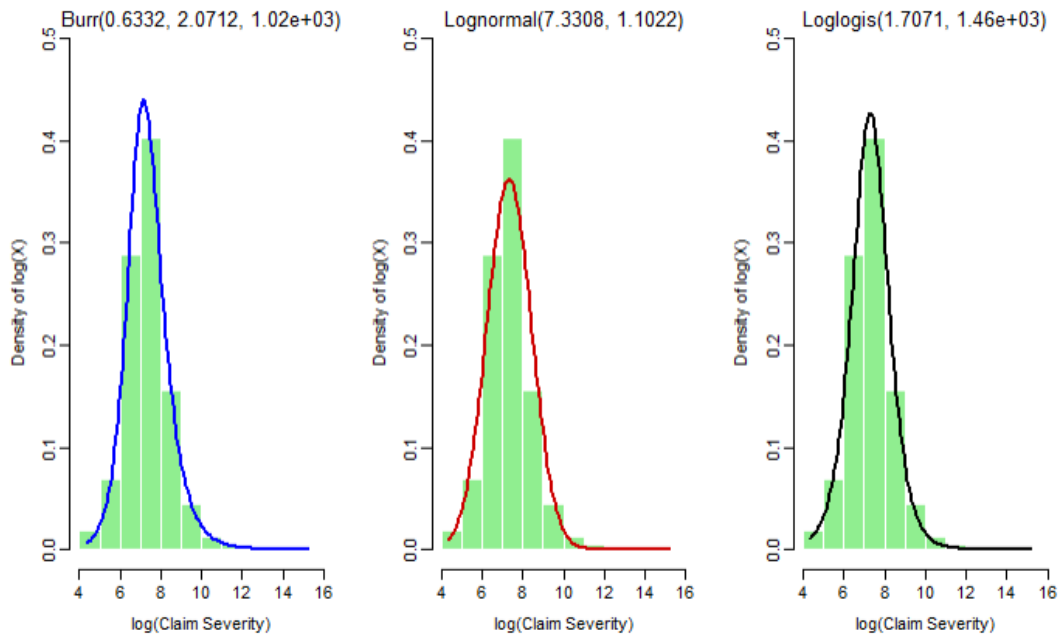 Burr(0.6332, 2.0712, 1.02e+03)
Density of log(X)
0.5
0.4
0.3
0.2
0.1
0.0
4 6 8 10 12 14 16
log(Claim Severity)
Lognormal(7.3308, 1.1022)
Density of log(X)
0.5
0.4
0.3
0.2
0.1
0.0
4 6 8 10 12 14 16
log(Claim Severity)
Loglogis(1.7071, 1.46e+03)
Density of log(X)
0.5
0.4
0.3
0.2
0.1
0.0
4 6 8 10 12 14 16
log(Claim Severity)